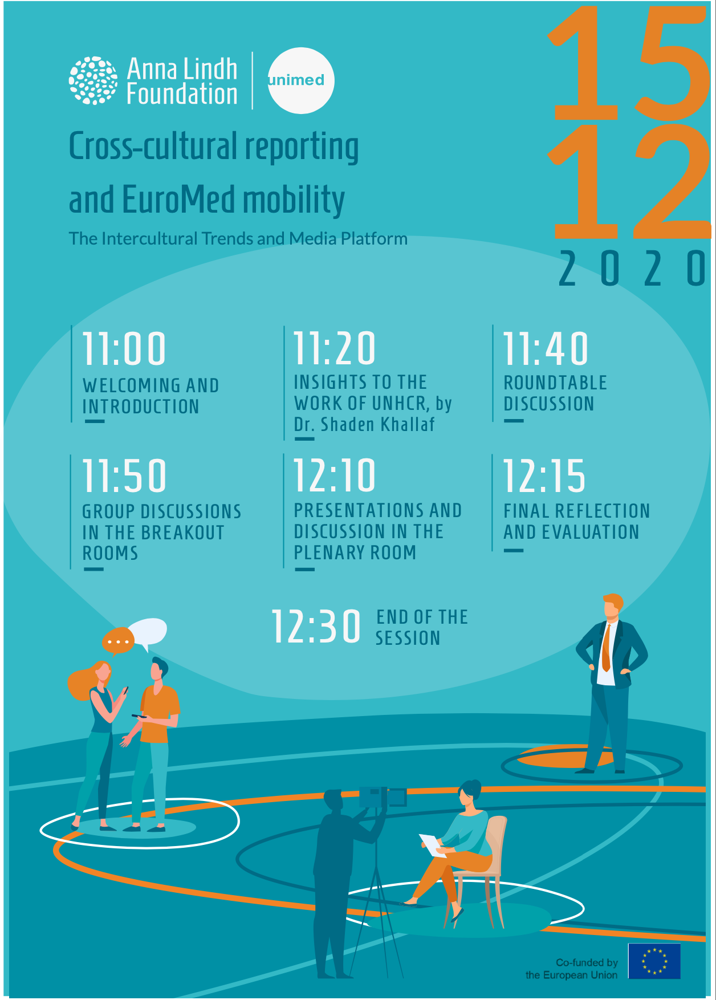 Anna Lindh
Foundation
unimed
15
12
2020
Cross-cultural reporting
and EuroMed mobility
The Intercultural Trends and Media Platform
11:00
WELCOMING AND
INTRODUCTION
11:20
INSIGHTS TO THE
WORK OF UNHCR, by
Dr. Shaden Khallaf
11:40
ROUNDTABLE
DISCUSSION
11:50
GROUP DISCUSSIONS
IN THE BREAKOUT
ROOMS
12:10
PRESENTATIONS AND
DISCUSSION IN THE
PLENARY ROOM
12:15
FINAL REFLECTION
AND EVALUATION
12:30
END OF THE
SESSION
Co-funded by
the European Union